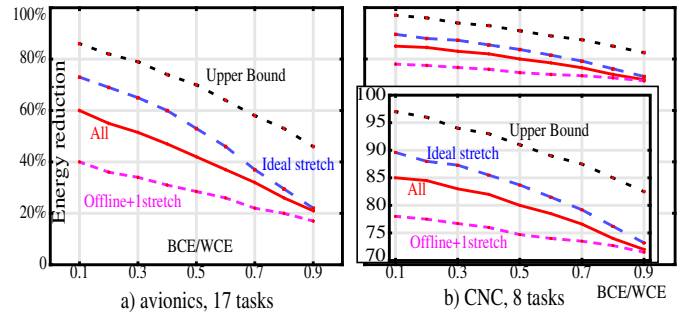 100%
80%
60%
40%
20%
0
Energy reduction
Upper Bound
All
Ideal stretch
Offline+1stretch
BCE/WCE
0.1 0.3 0.5 0.7 0.9
a) avionics, 17 tasks
100
95
90
85
80
75
70
Upper Bound
Ideal stretch
All
Offline+1stretch
0.1 0.3 0.5 0.7 0.9
b) CNC, 8 tasks
BCE/WCE